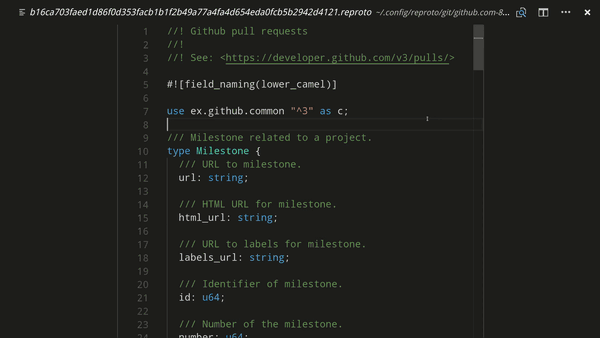 b16ca703faed1d86f0d353facb1b1f2b49a77a4fa4d654eda0fcb5b2942d4121.reproto ~/.config/reproto/git/github.com-8...
1 //! Github pull requests
2 //!
3 //! See: <https://developer.github.com/v3/pulls/>
4
5 #![field_naming(lower_camel)]
6
7 use ex.github.common "^3" as c;
8
9 /// Milestone related to a project.
10 type Milestone {
11 /// URL to milestone.
12 url: string;
13
14 /// HTML URL for milestone.
15 html_url: string;
16
17 /// URL to labels for milestone.
18 labels_url: string;
19
20 /// Identifier of milestone.
21 id: u64;
22
23 /// Number of the milestone.
24 number: u64;